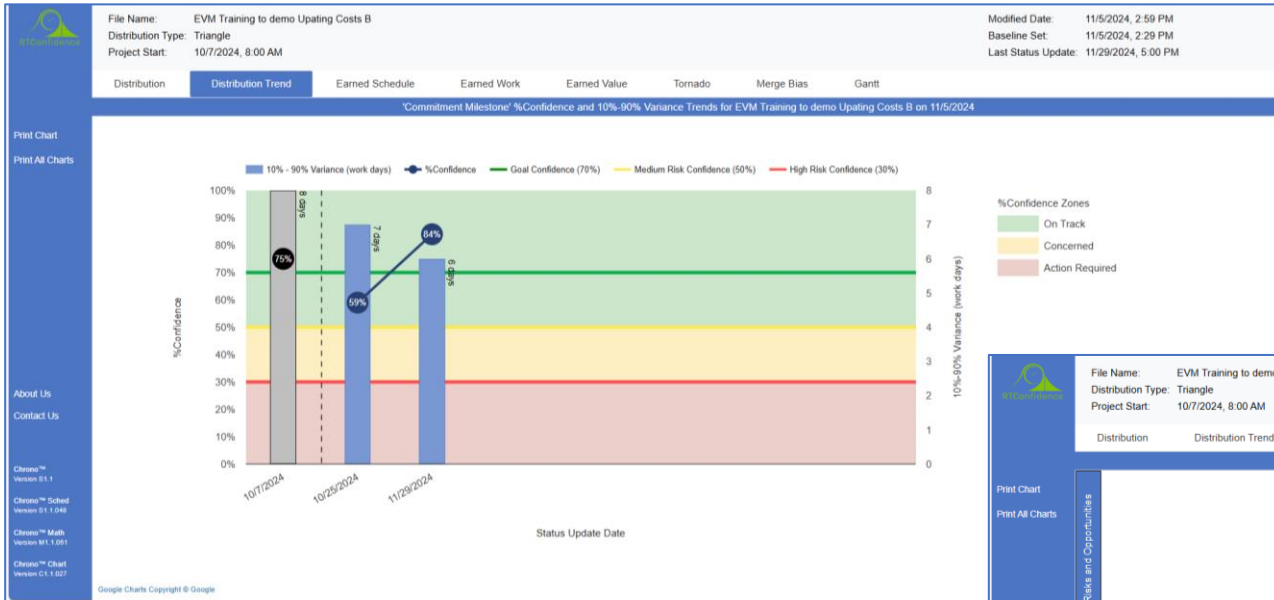 RTConfidence
File Name: EVM Training to demo Upating Costs B
Distribution Type: Triangle
Project Start: 10/7/2024, 8:00 AM
Modified Date: 11/5/2024, 2:59 PM
Baseline Set: 11/5/2024, 2:29 PM
Last Status Update: 11/29/2024, 5:00 PM
Distribution Distribution Trend Earned Schedule Earned Work Earned Value Tornado Merge Bias Gantt
'Commitment Milestone' %Confidence and 10%-90% Variance Trends for EVM Training to demo Upating Costs B on 11/5/2024
Print Chart
Print All Charts
About Us
Contact Us
Chrono™
Version S1.1
Chrono™ Sched
Version S1.1.048
Chrono™ Math
Version M1.1.051
Chrono™ Chart
Version C1.1.027
10% - 90% Variance (work days) %Confidence Goal Confidence (70%) Medium Risk Confidence (50%) High Risk Confidence (30%)
%Confidence
100%
90%
80%
70%
60%
50%
40%
30%
20%
10%
0%
8 days
75%
7 days
59%
84%
6 days
8
7
6
5
4
3
2
1
0
10%-90% Variance (work days)
10/7/2024
10/25/2024
11/29/2024
Status Update Date
%Confidence Zones
On Track
Concerned
Action Required
Google Charts Copyright © Google
RTConfidence
File Name: EVM Training to demo
Distribution Type: Triangle
Project Start: 10/7/2024, 8:00 AM
Distribution Distribution Trend
Print Chart
Print All Charts
Risks and Opportunities